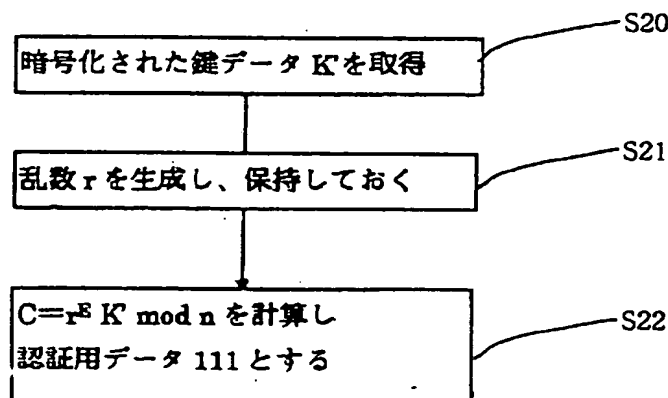 S20
暗号化された鍵データ K'を取得
S21
乱数 r を生成し、保持しておく
C=r^E K' mod n を計算し
認証用データ 111 とする
S22